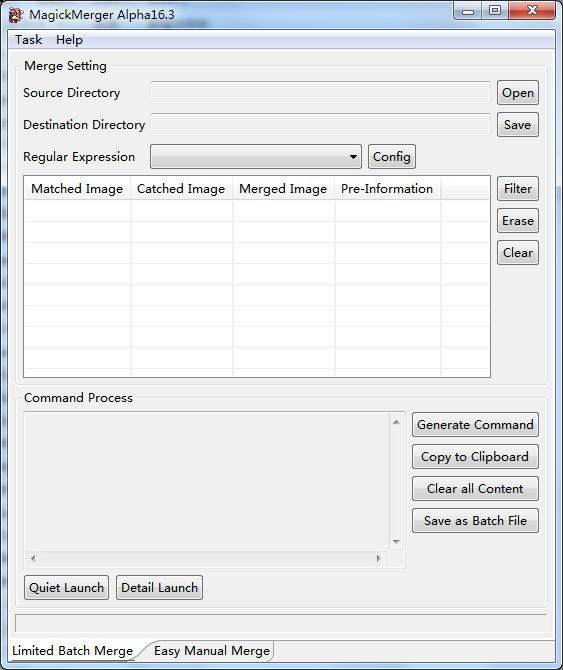 MagickMerger Alpha16.3
Task Help
Merge Setting
Source Directory Open
Destination Directory Save
Regular Expression Config
Matched Image Catched Image Merged Image Pre-Information Filter
Erase
Clear
Command Process
Generate Command
Copy to Clipboard
Clear all Content
Save as Batch File
Quiet Launch Detail Launch
Limited Batch Merge Easy Manual Merge